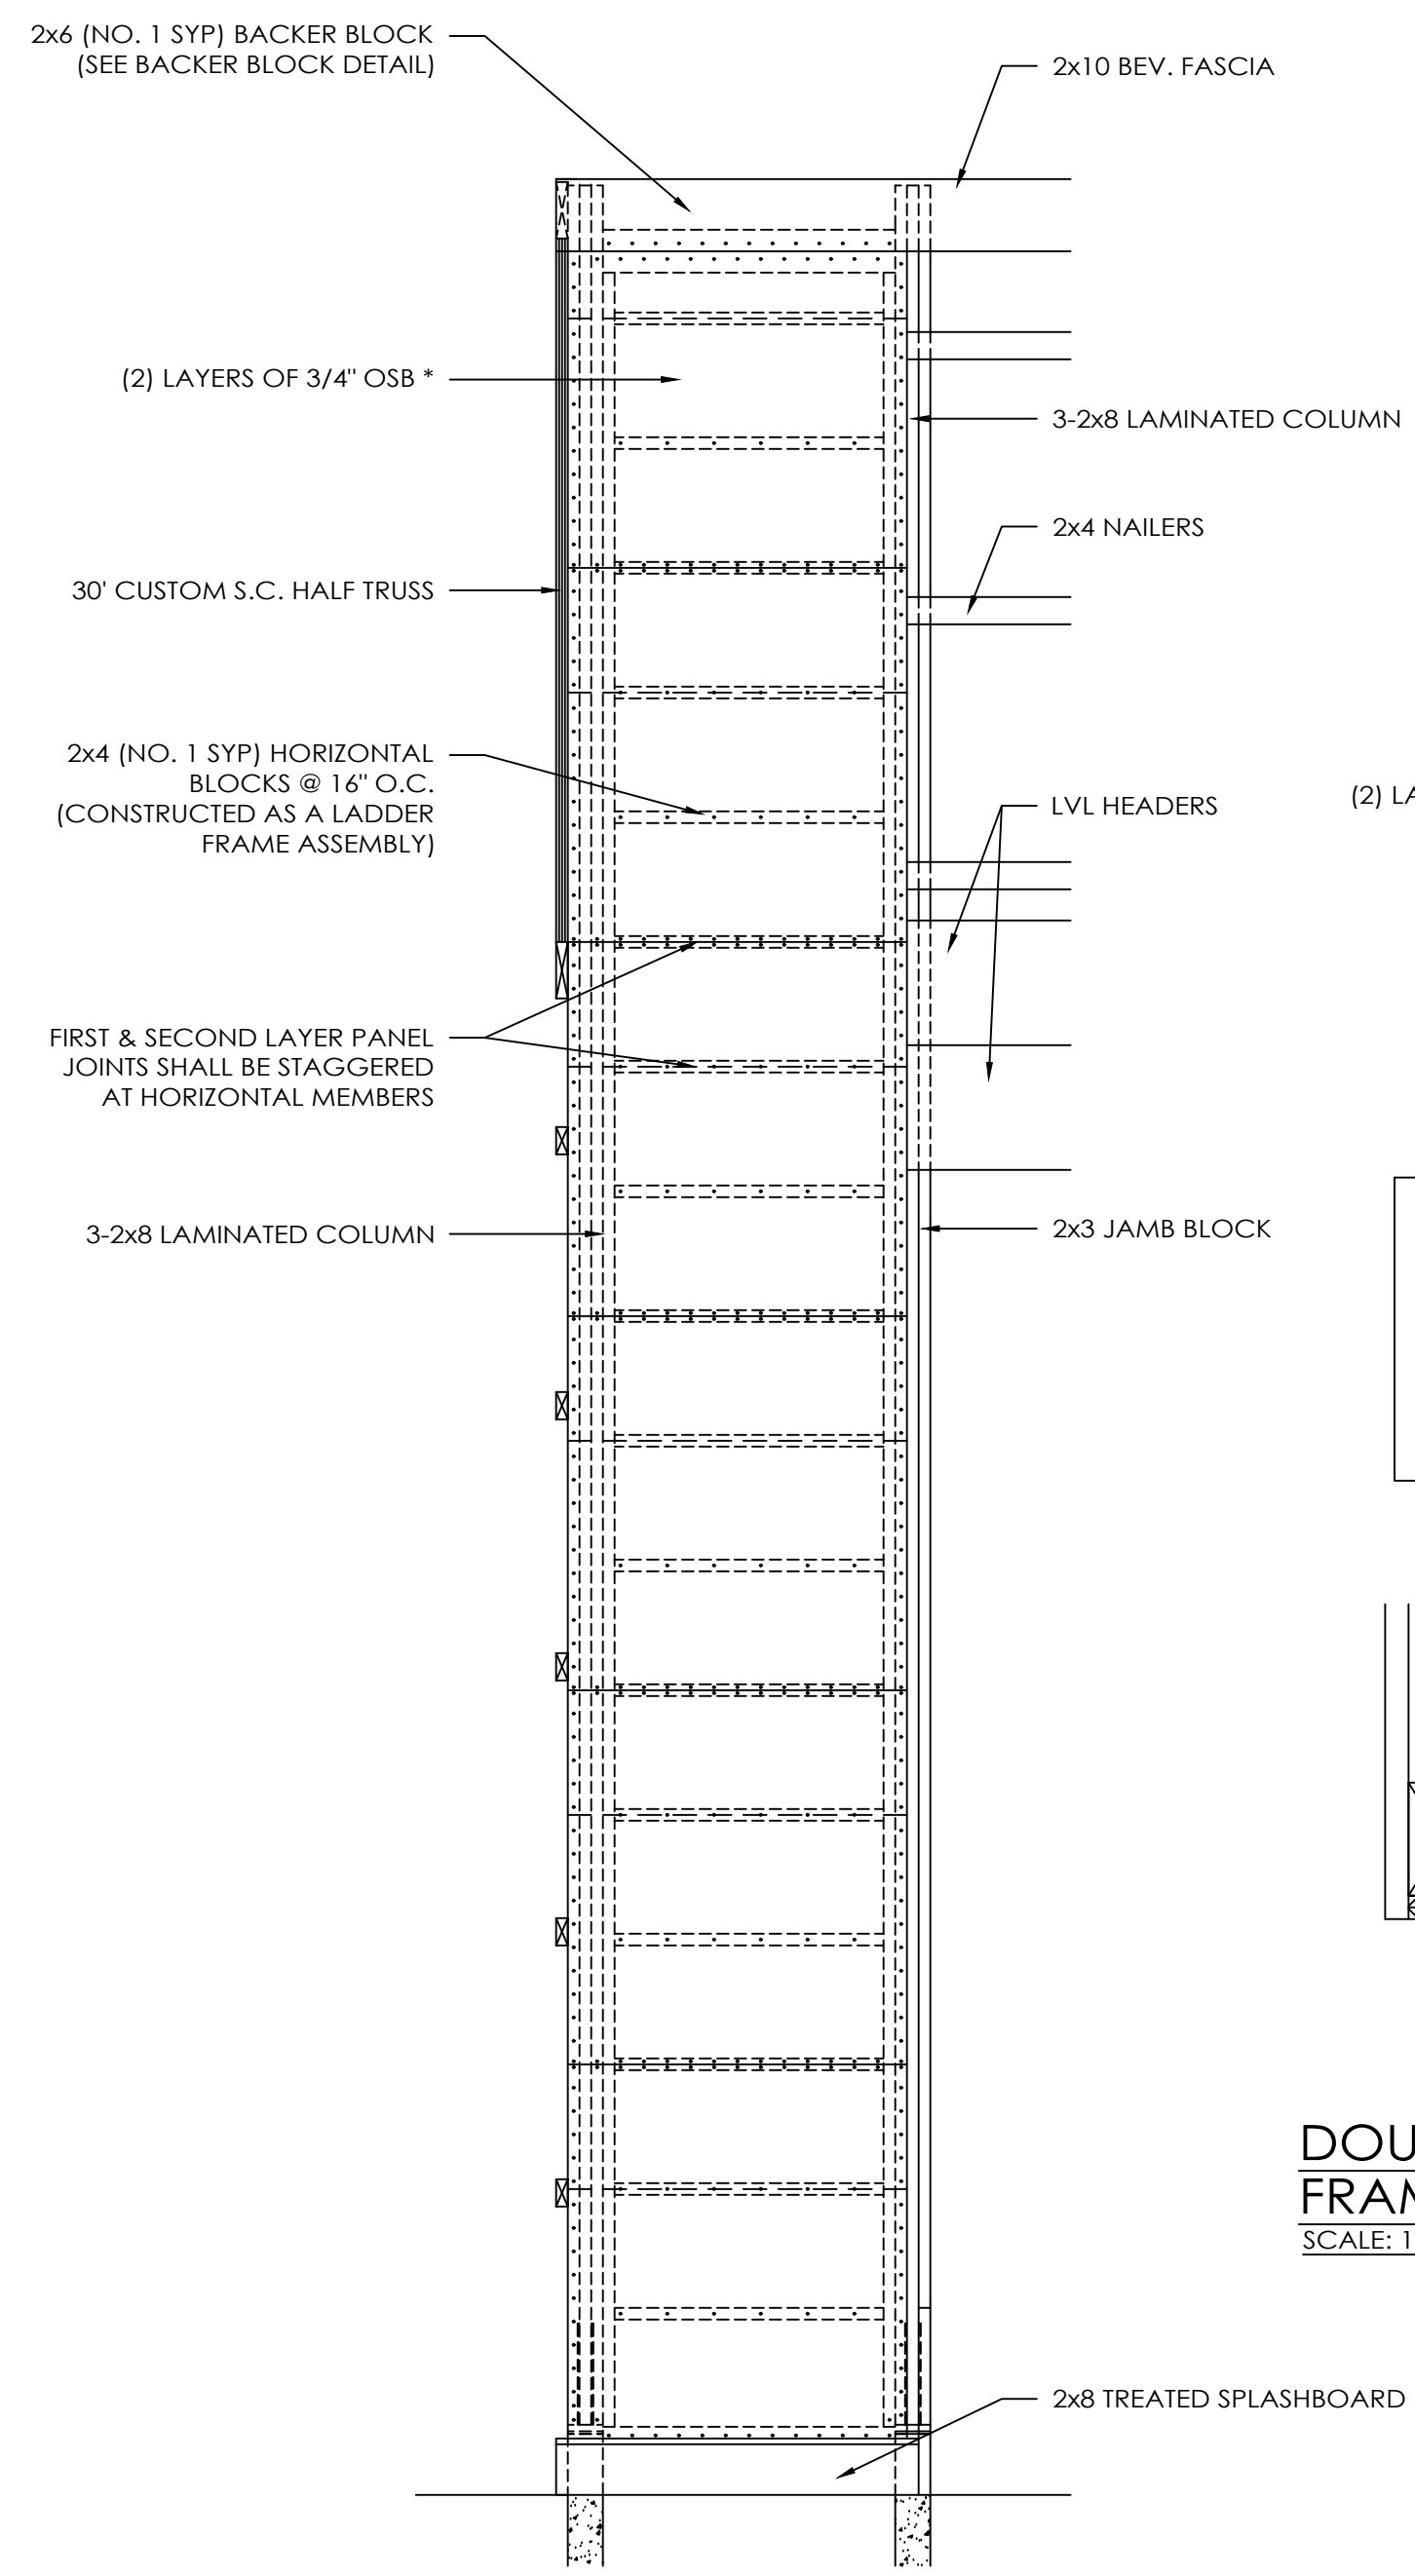 2x6 (NO. 1 SYP) BACKER BLOCK
(SEE BACKER BLOCK DETAIL)
2x10 BEV. FASCIA
(2) LAYERS OF 3/4" OSB *
3-2x8 LAMINATED COLUMN
2x4 NAILERS
30' CUSTOM S.C. HALF TRUSS
2x4 (NO. 1 SYP) HORIZONTAL
BLOCKS @ 16" O.C.
(CONSTRUCTED AS A LADDER
FRAME ASSEMBLY)
LVL HEADERS
(2)
FIRST & SECOND LAYER PANEL
JOINTS SHALL BE STAGGERED
AT HORIZONTAL MEMBERS
3-2x8 LAMINATED COLUMN
2x3 JAMB BLOCK
SCALE:
2x8 TREATED SPLASHBOARD